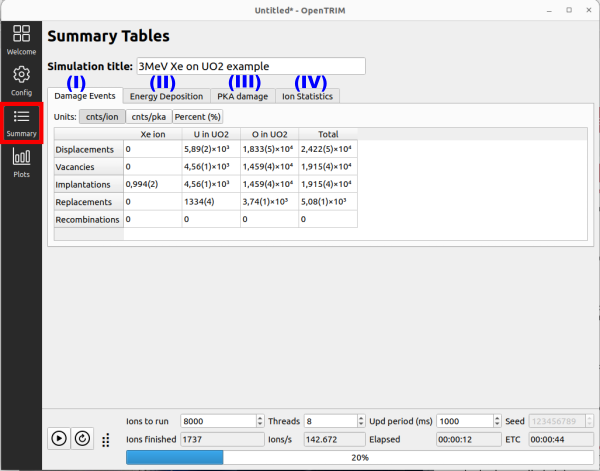 Untitled* - OpenTRIM
Welcome
Config
Summary
Plots
Summary Tables
Simulation title: 3MeV Xe on UO2 example
(I) (II) (III) (IV)
Damage Events Energy Deposition PKA damage Ion Statistics
Units: cnts/ion cnts/pka Percent (%)
Xe ion U in UO2 O in UO2 Total
Displacements 0 5,89(2)×10³ 1,833(5)×10⁴ 2,422(5)×10⁴
Vacancies 0 4,56(1)×10³ 1,459(4)×10⁴ 1,915(4)×10⁴
Implantations 0,994(2) 4,56(1)×10³ 1,459(4)×10⁴ 1,915(4)×10⁴
Replacements 0 1334(4) 3,74(1)×10³ 5,08(1)×10³
Recombinations 0 0 0 0
Ions to run 8000 Threads 8 Upd period (ms) 1000 Seed 123456789
Ions finished 1737 Ions/s 142.672 Elapsed 00:00:12 ETC 00:00:44
20%